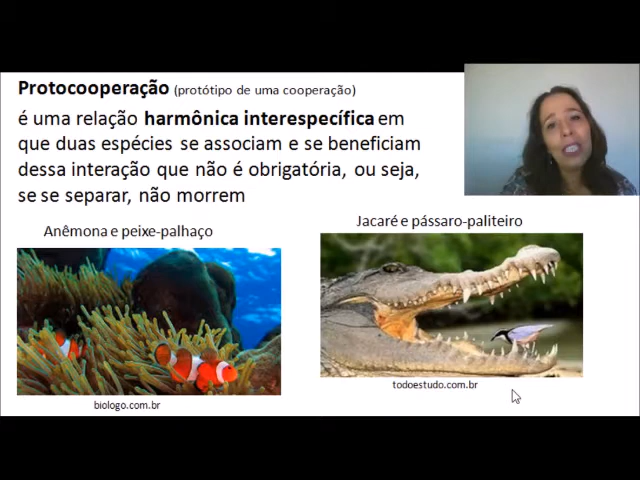 Protocooperação (protótipo de uma cooperação)
é uma relação harmônica interespecífica em
que duas espécies se associam e se beneficiam
dessa interação que não é obrigatória, ou seja,
se se separar, não morrem
Anêmona e peixe-palhaço
Jacaré e pássaro-paliteiro
biologo.com.br
todoestudo.com.br